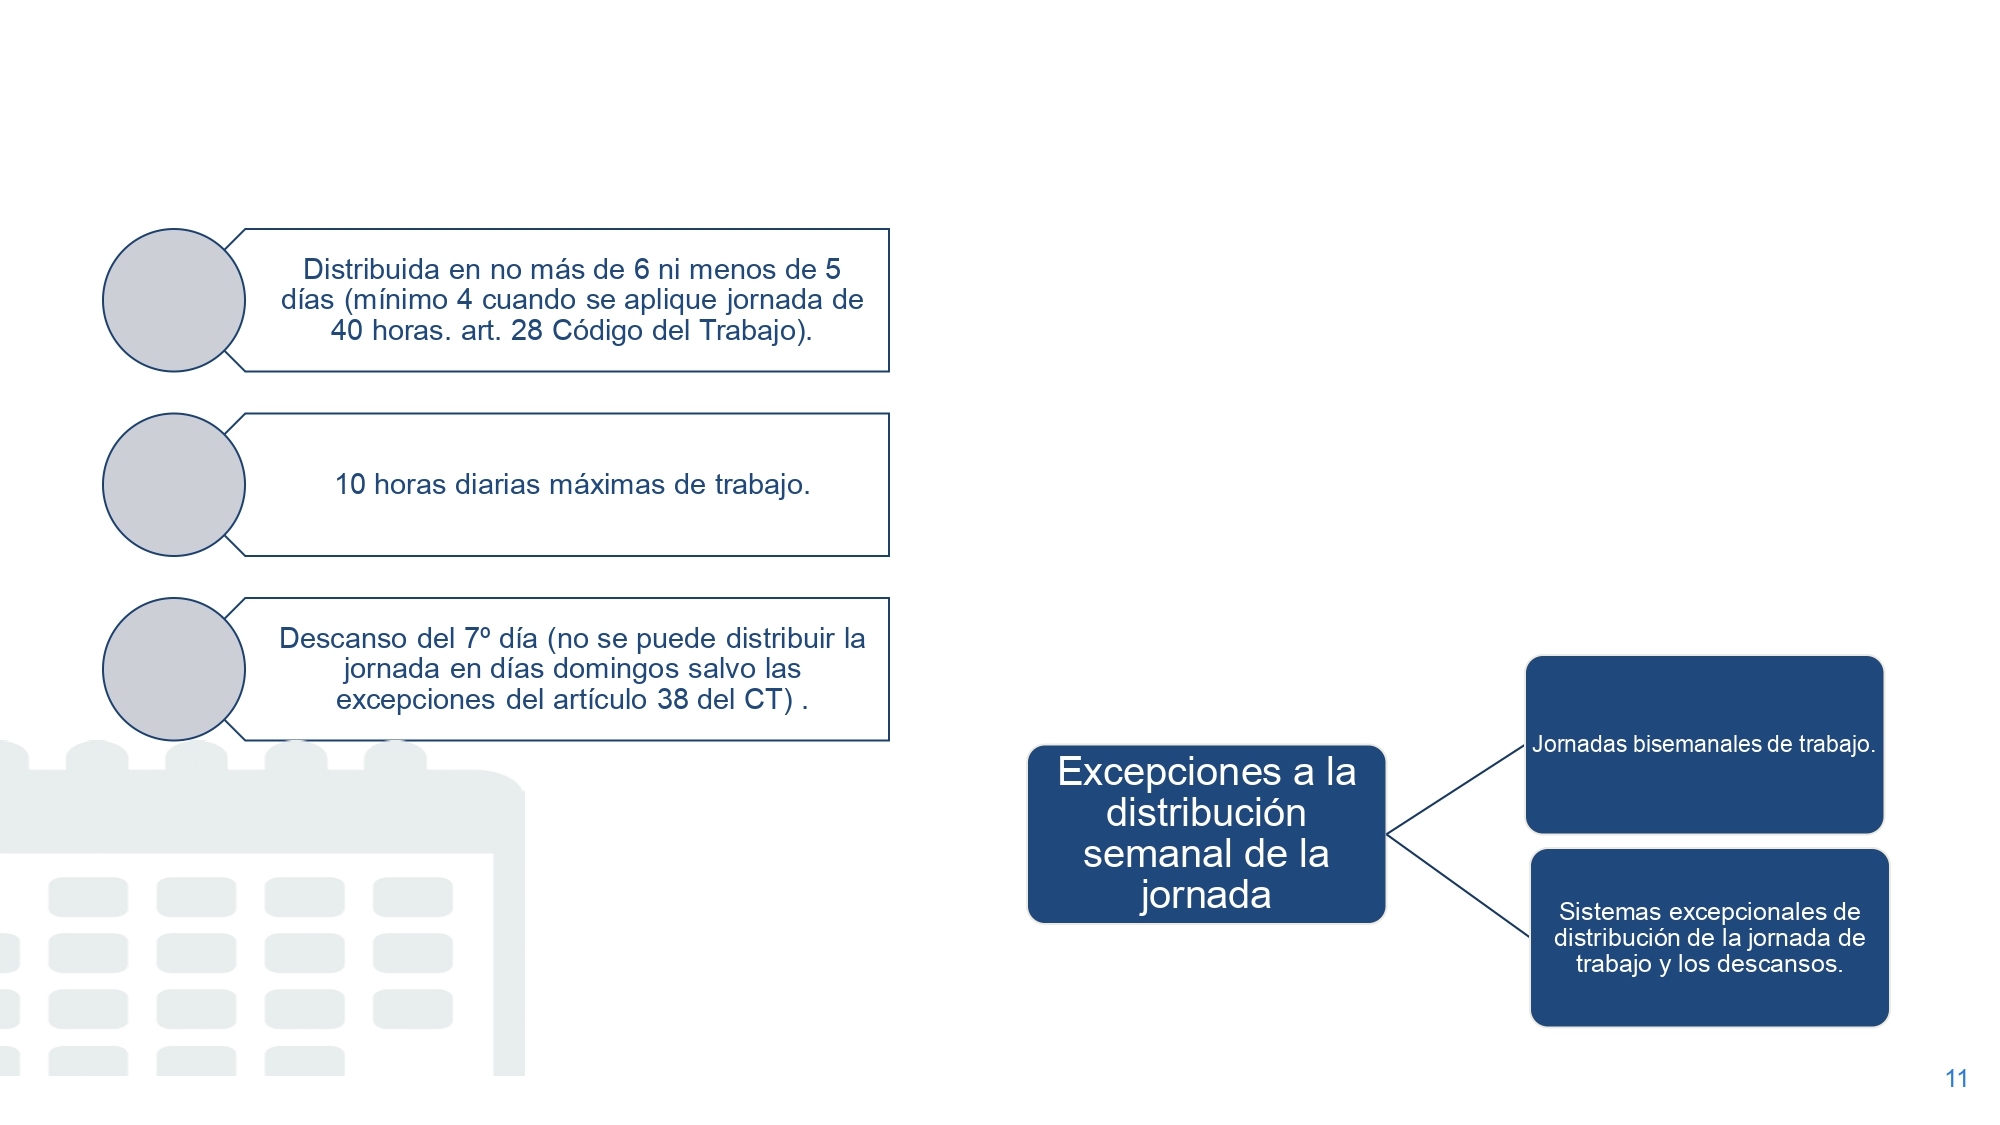 Distribuida en no más de 6 ni menos de 5
días (mínimo 4 cuando se aplique jornada de
40 horas. art. 28 Código del Trabajo).
10 horas diarias máximas de trabajo.
Descanso del 7º día (no se puede distribuir la
jornada en días domingos salvo las
excepciones del artículo 38 del CT) .
Excepciones a la
distribución
semanal de la
jornada
Jornadas bisemanales de trabajo.
Sistemas excepcionales de
distribución de la jornada de
trabajo y los descansos.
11